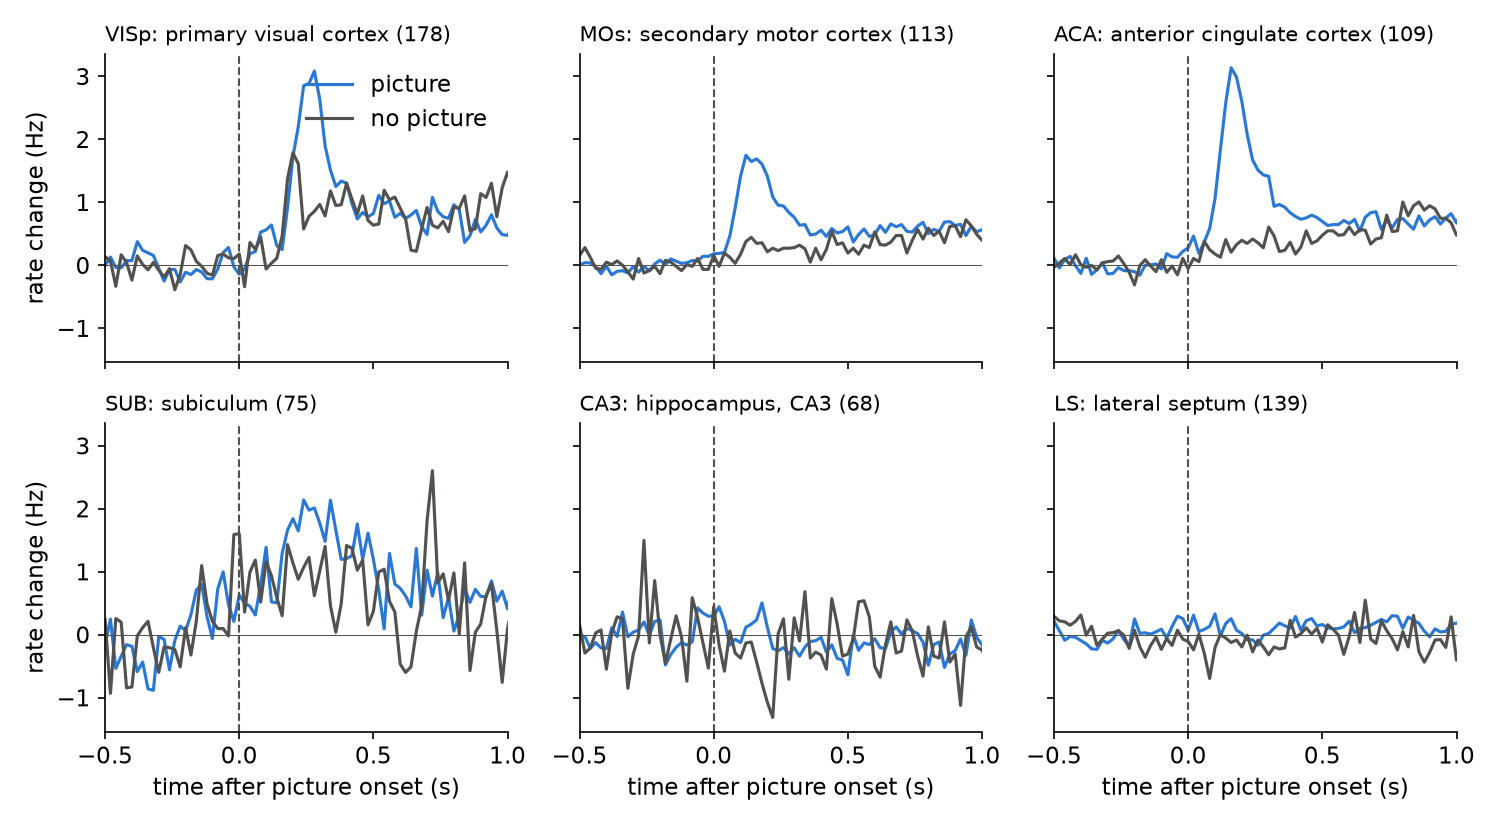 VISp: primary visual cortex (178)
MOs: secondary motor cortex (113)
ACA: anterior cingulate cortex (109)
rate change (Hz)
3
2
1
0
−1
picture
no picture
SUB: subiculum (75)
CA3: hippocampus, CA3 (68)
LS: lateral septum (139)
rate change (Hz)
3
2
1
0
−1
−0.5 0.0 0.5 1.0
−0.5 0.0 0.5 1.0
−0.5 0.0 0.5 1.0
time after picture onset (s)
time after picture onset (s)
time after picture onset (s)